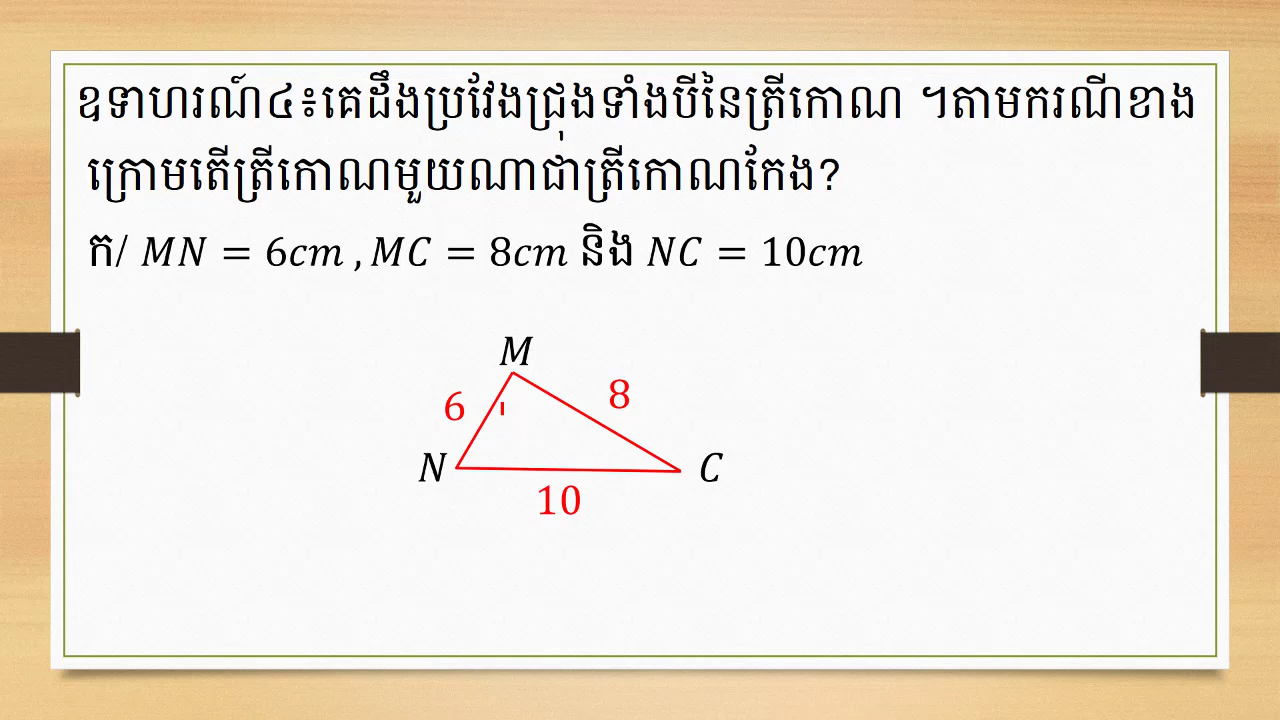 ឧទាហរណ៍៤៖គេដឹងប្រវែងជ្រុងទាំងបីនៃត្រីកោណ ។តាមករណីខាង
ក្រោមតើត្រីកោណមួយណាជាត្រីកោណកែង?
ក/ MN = 6cm , MC = 8cm និង NC = 10cm
M
6 8
N C
10